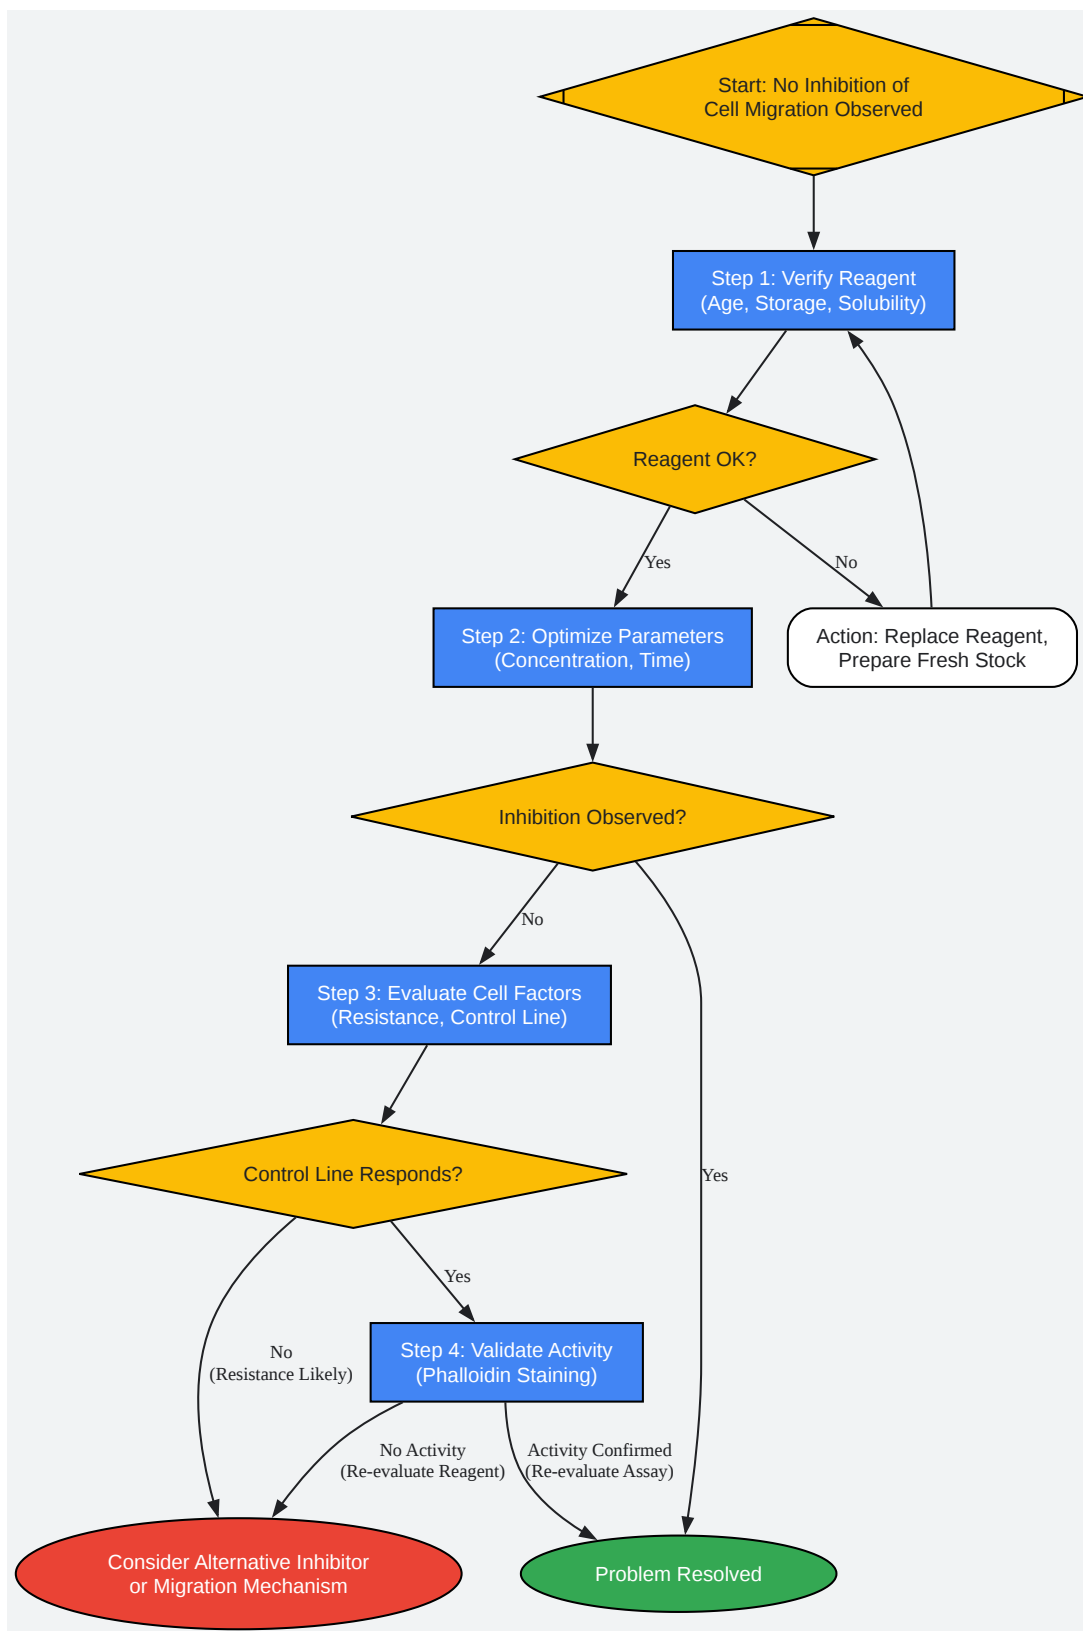 Start: No Inhibition of
Cell Migration Observed
Step 1: Verify Reagent
(Age, Storage, Solubility)
Reagent OK?
Yes
No
Step 2: Optimize Parameters
(Concentration, Time)
Action: Replace Reagent,
Prepare Fresh Stock
Inhibition Observed?
No
Step 3: Evaluate Cell Factors
(Resistance, Control Line)
Control Line Responds?
Yes
Yes
No
(Resistance Likely)
Step 4: Validate Activity
(Phalloidin Staining)
No Activity
(Re-evaluate Reagent)
Activity Confirmed
(Re-evaluate Assay)
Consider Alternative Inhibitor
or Migration Mechanism
Problem Resolved